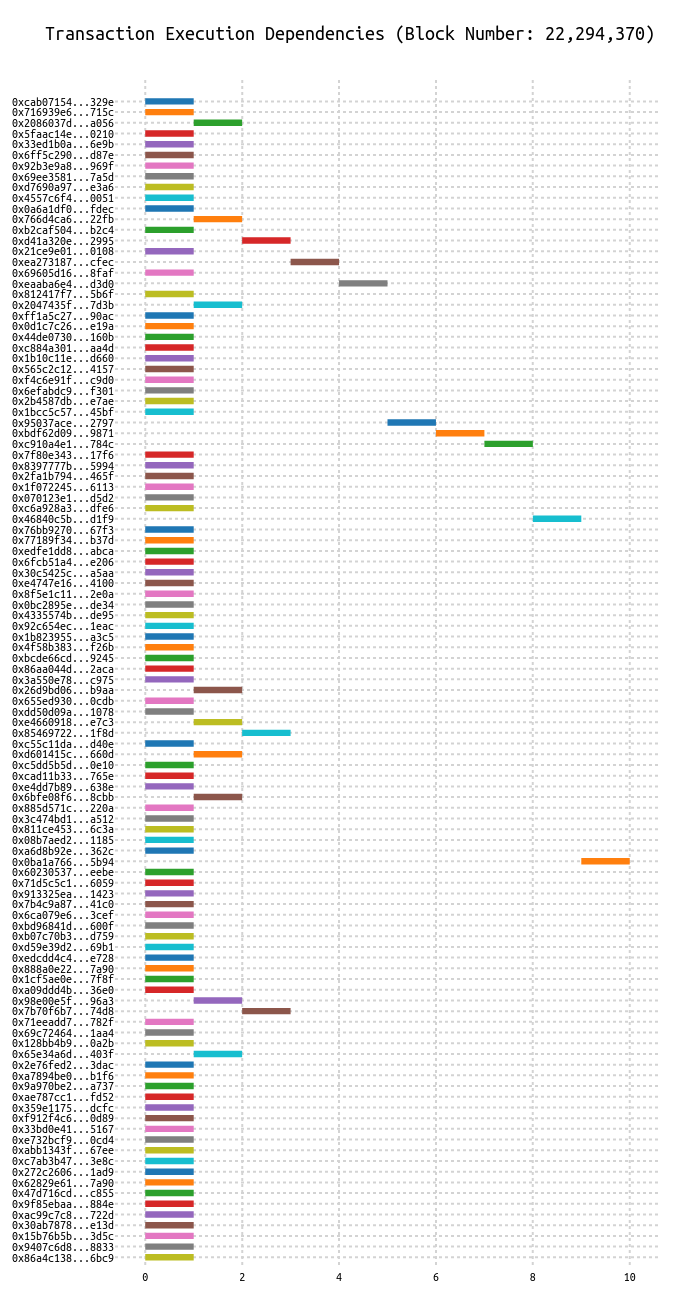 Transaction Execution Dependencies (Block Number: 22,294,370)
0xcab07154...329e
0x716939e6...715c
0x2086037d...a056
0x5faac14e...0210
0x33ed1b0a...6e9b
0x6ff5c290...d87e
0x92b3e9a8...969f
0x69ee3581...7a5d
0xd7690a97...e3a6
0x4557c6f4...0051
0x0a6a1df0...fdec
0x766d4ca6...22fb
0xb2caf504...b2c4
0xd41a320e...2995
0x21ce9e01...0108
0xea273187...cfec
0x69605d16...8faf
0xeaaba6e4...d3d0
0x812417f7...5b6f
0x2047435f...7d3b
0xff1a5c27...90ac
0x0d1c7c26...e19a
0x44de0730...160b
0xc884a301...aa4d
0x1b10c11e...d660
0x565c2c12...4157
0xf4c6e91f...c9d0
0x6efabdc9...f301
0x2b4587db...e7ae
0x1bcc5c57...45bf
0x95037ace...2797
0xbdf62d09...9871
0xc910a4e1...784c
0x7f80e343...17f6
0x8397777b...5994
0x2fa1b794...465f
0x1f072245...6113
0x070123e1...d5d2
0xc6a928a3...dfe6
0x46840c5b...d1f9
0x76bb9270...67f3
0x77189f34...b37d
0xedfe1dd8...abca
0x6fcb51a4...e206
0x30c5425c...a5aa
0xe4747e16...4100
0x8f5e1c11...2e0a
0x0bc2895e...de34
0x4335574b...de95
0x92c654ec...1eac
0x1b823955...a3c5
0x4f58b383...f26b
0xbcde66cd...9245
0x86aa044d...2aca
0x3a550e78...c975
0x26d9bd06...b9aa
0x655ed930...0cdb
0xdd50d09a...1078
0xe4660918...e7c3
0x85469722...1f8d
0xc55c11da...d40e
0xd601415c...660d
0xc5dd5b5d...0e10
0xcad11b33...765e
0xe4dd7b89...638e
0x6bfe08f6...8cbb
0x885d571c...220a
0x3c474bd1...a512
0x811ce453...6c3a
0x08b7aed2...1185
0xa6d8b92e...362c
0x0ba1a766...5b94
0x60230537...eebe
0x71d5c5c1...6059
0x913325ea...1423
0x7b4c9a87...41c0
0x6ca079e6...3cef
0xbd96841d...600f
0xb07c70b3...d759
0xd59e39d2...69b1
0xedcdd4c4...e728
0x888a0e22...7a90
0x1cf5ae0e...7f8f
0xa09ddd4b...36e0
0x98e00e5f...96a3
0x7b70f6b7...74d8
0x71eeadd7...782f
0x69c72464...1aa4
0x128bb4b9...0a2b
0x65e34a6d...403f
0x2e76fed2...3dac
0xa7894be0...b1f6
0x9a970be2...a737
0xae787cc1...fd52
0x359e1175...dcfc
0xf912f4c6...0d89
0x33bd0e41...5167
0xe732bcf9...0cd4
0xabb1343f...67ee
0xc7ab3b47...3e8c
0x272c2606...1ad9
0x62829e61...7a90
0x47d716cd...c855
0x9f85ebaa...884e
0xac99c7c8...722d
0x30ab7878...e13d
0x15b76b5b...3d5c
0x9407c6d8...8833
0x86a4c138...6bc9
0 2 4 6 8 10